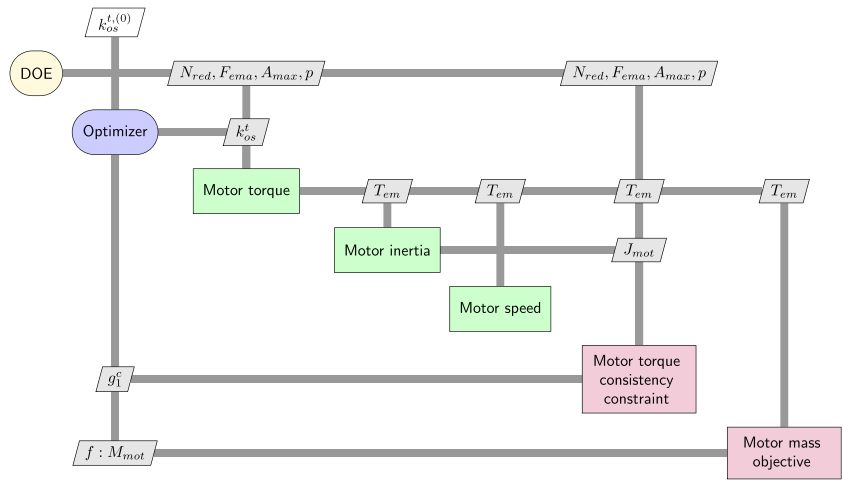 k_{os}^{t,(0)}
DOE
N_{red}, F_{ema}, A_{max}, p
N_{red}, F_{ema}, A_{max}, p
Optimizer
k_{os}^{t}
Motor torque
T_{em}
T_{em}
T_{em}
T_{em}
Motor inertia
J_{mot}
Motor speed
Motor torque
consistency
constraint
g_1^c
Motor mass
objective
f : M_{mot}